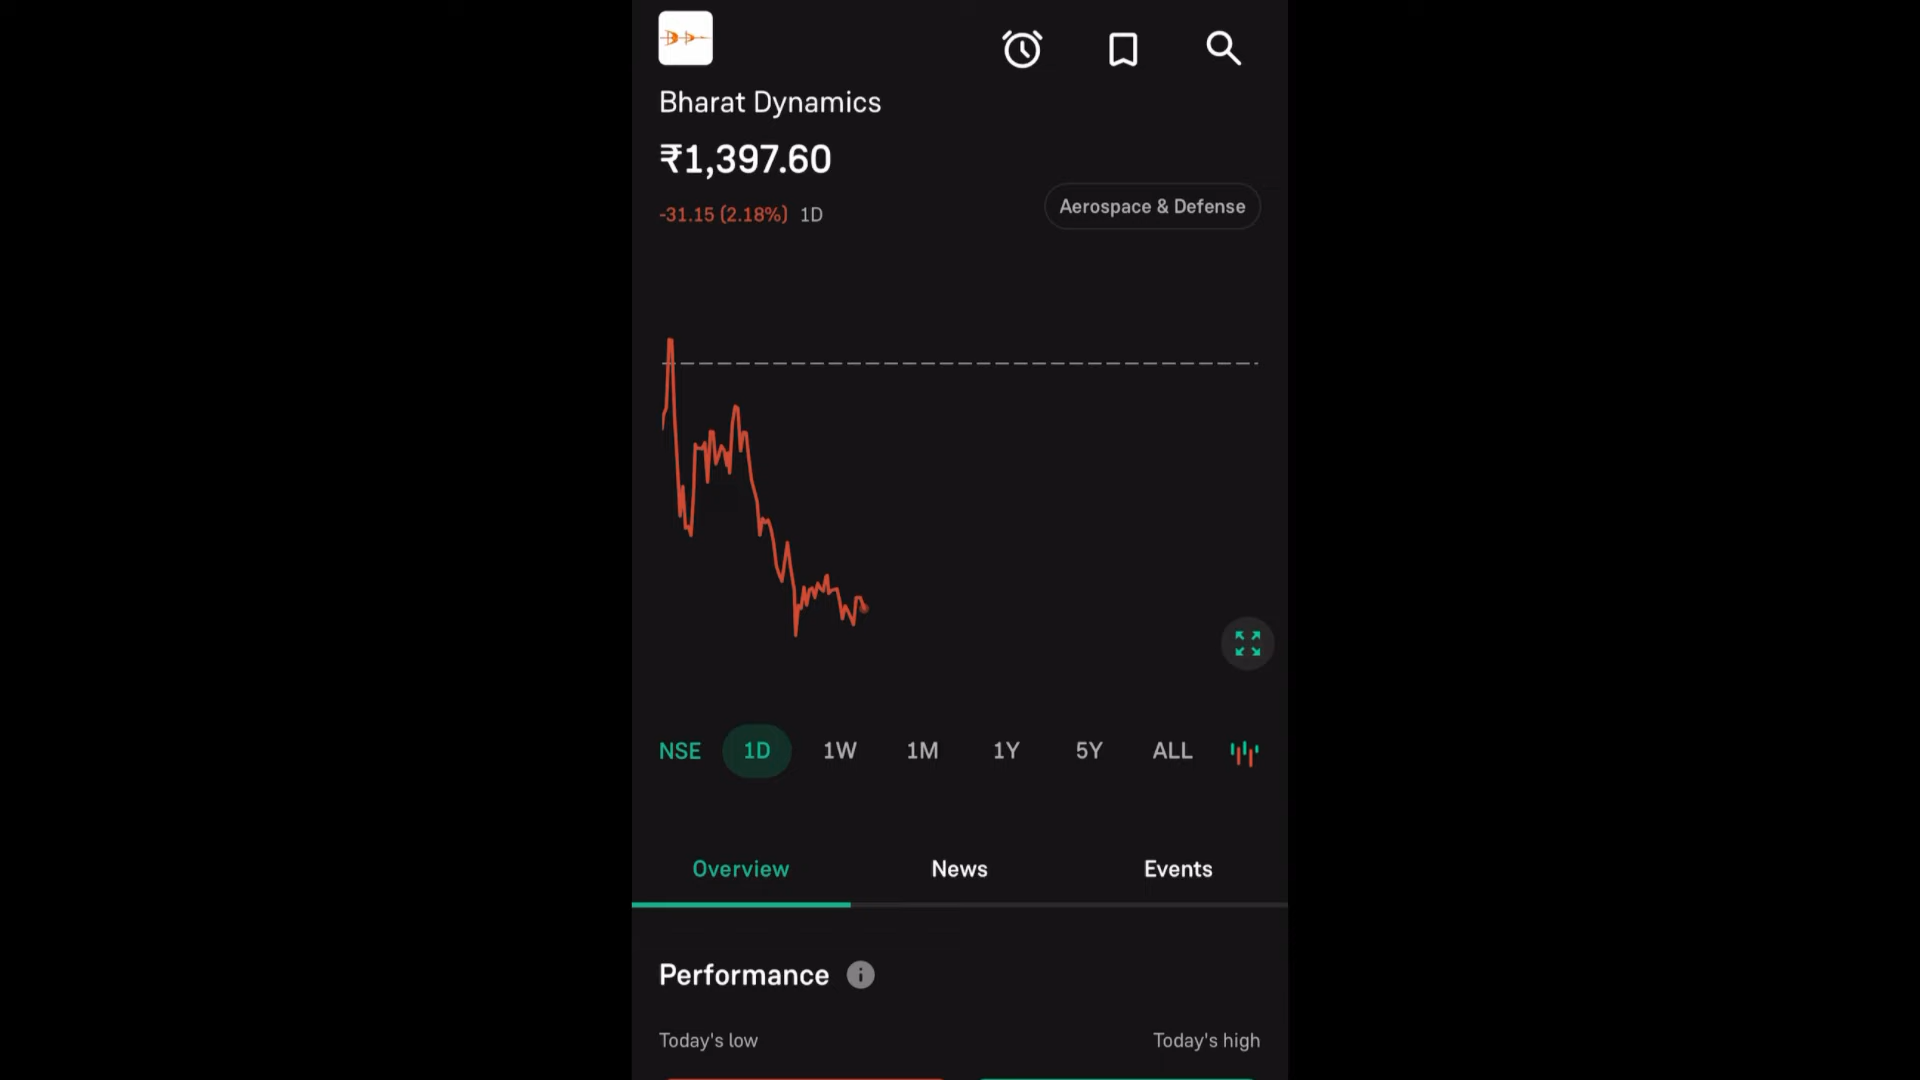 Bharat Dynamics
₹1,397.60
-31.15 (2.18%) 1D
Aerospace & Defense
NSE 1D 1W 1M 1Y 5Y ALL
Overview News Events
Performance
Today's low Today's high